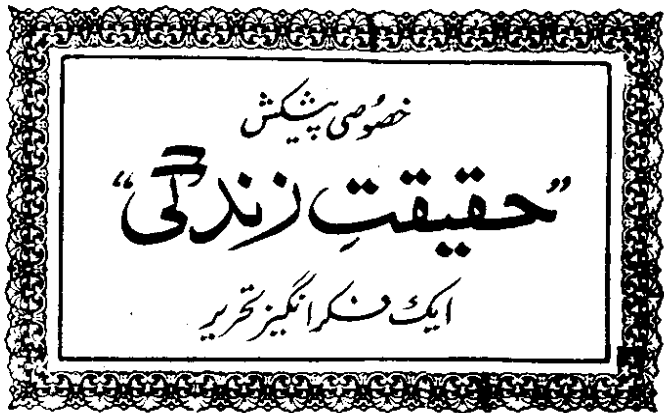 خصوصی پیشکش
”حقیقتِ زندگی“
ایک فکر انگیز تحریر